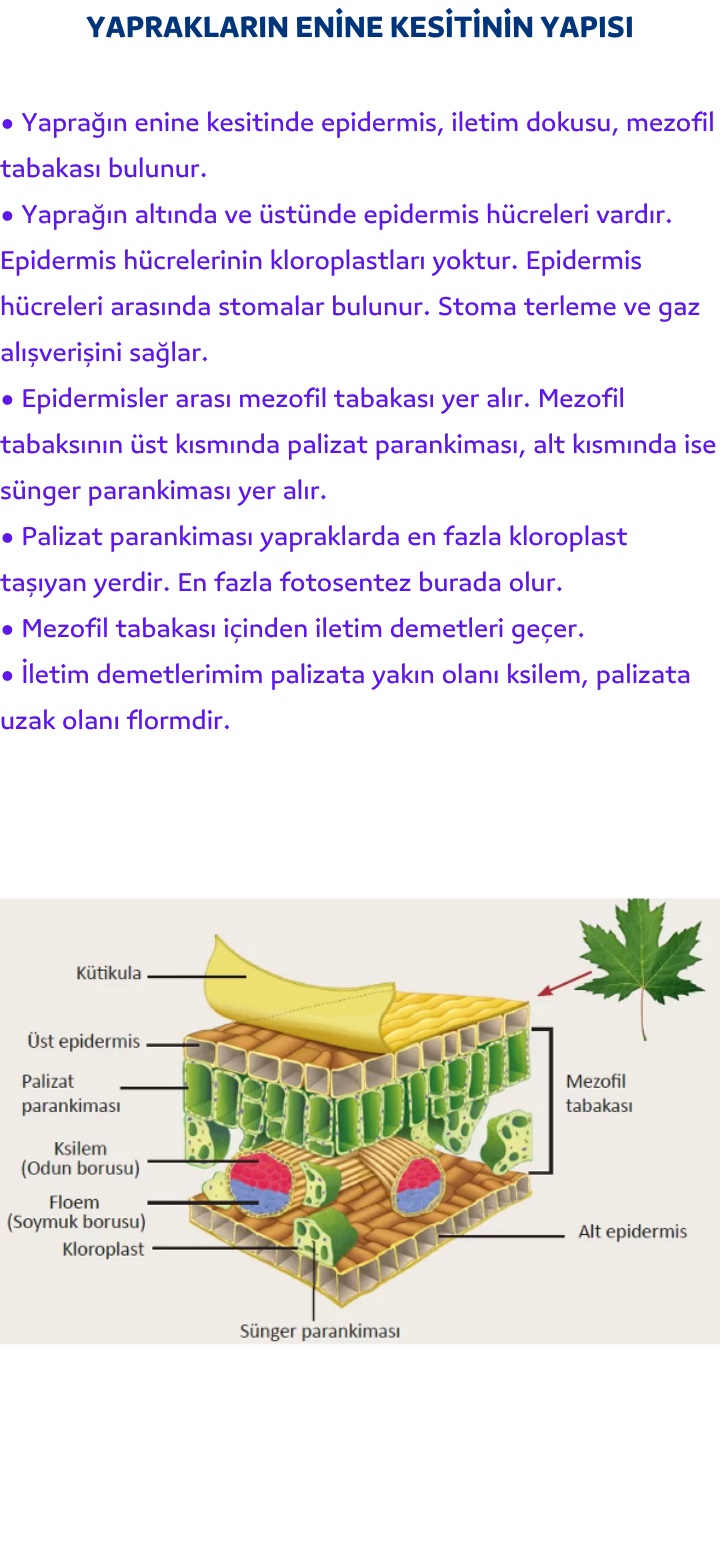 YAPRAKLARIN ENİNE KESİTİNİN YAPISI
● Yaprağın enine kesitinde epidermis, iletim dokusu, mezofil
tabakası bulunur.
● Yaprağın altında ve üstünde epidermis hücreleri vardır.
Epidermis hücrelerinin kloroplastları yoktur. Epidermis
hücreleri arasında stomalar bulunur. Stoma terleme ve gaz
alışverişini sağlar.
● Epidermisler arası mezofil tabakası yer alır. Mezofil
tabaksının üst kısmında palizat parankiması, alt kısmında ise
sünger parankiması yer alır.
● Palizat parankiması yapraklarda en fazla kloroplast
taşıyan yerdir. En fazla fotosentez burada olur.
● Mezofil tabakası içinden iletim demetleri geçer.
● İletim demetlerimim palizata yakın olanı ksilem, palizata
uzak olanı flormdir.
Kütikula
Üst epidermis
Palizat
parankiması
Ksilem
(Odun borusu)
Floem
(Soymuk borusu)
Kloroplast
Sünger parankiması
Mezofil
tabakası
Alt epidermis